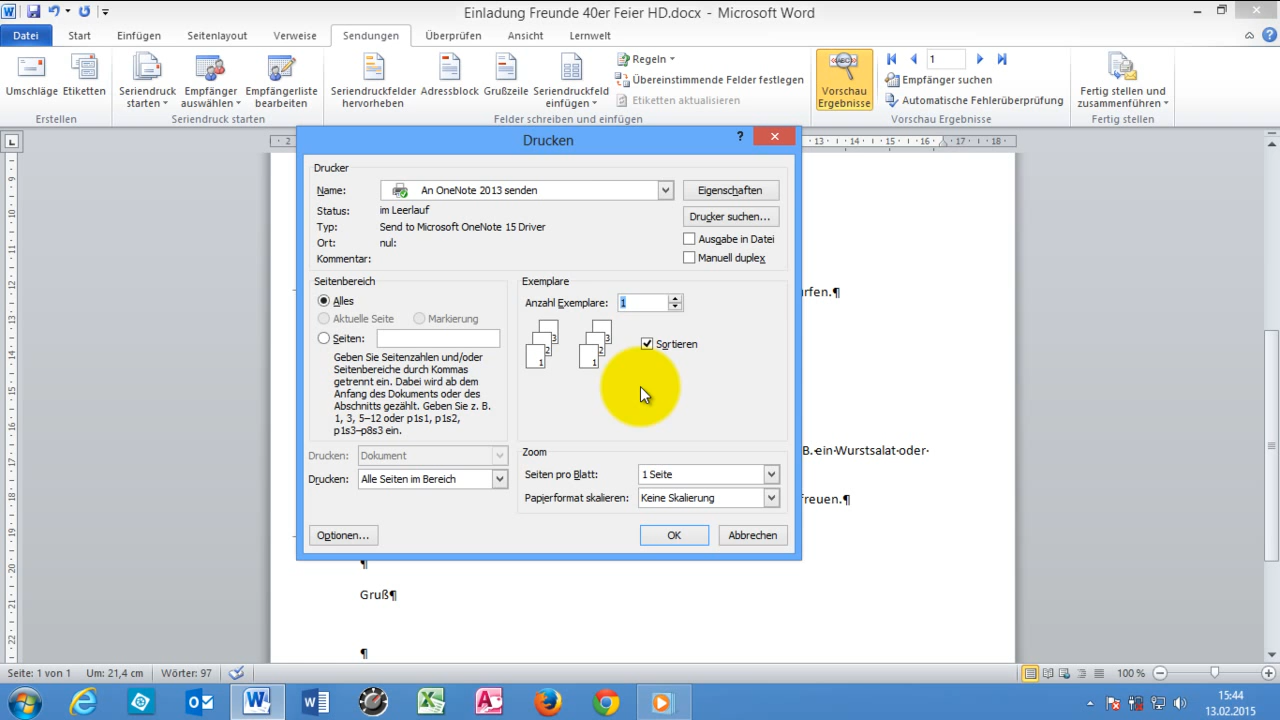 Einladung Freunde 40er Feier HD.docx - Microsoft Word
Datei Start Einfügen Seitenlayout Verweise Sendungen Überprüfen Ansicht Lernwelt
Umschläge Etiketten
Erstellen
Seriendruck starten
Empfänger auswählen
Empfängerliste bearbeiten
Seriendruck starten
Seriendruckfelder hervorheben
Adressblock Grußzeile
Seriendruckfeld einfügen
Regeln
Übereinstimmende Felder festlegen
Etiketten aktualisieren
Felder schreiben und einfügen
Vorschau Ergebnisse
1
Empfänger suchen
Automatische Fehlerüberprüfung
Vorschau Ergebnisse
Fertig stellen und zusammenführen
Fertig stellen
Drucken
Drucker
Name: An OneNote 2013 senden Eigenschaften
Status: im Leerlauf Drucker suchen...
Typ: Send to Microsoft OneNote 15 Driver
Ort: nul: Ausgabe in Datei
Kommentar: Manuell duplex
Seitenbereich
Alles
Aktuelle Seite Markierung
Seiten:
Geben Sie Seitenzahlen und/oder
Seitenbereiche durch Kommas
getrennt ein. Dabei wird ab dem
Anfang des Dokuments oder des
Abschnitts gezählt. Geben Sie z. B.
1, 3, 5–12 oder p1s1, p1s2,
p1s3–p8s3 ein.
Exemplare
Anzahl Exemplare: 1
3 2 1 3 2 1
Sortieren
Drucken: Dokument
Drucken: Alle Seiten im Bereich
Zoom
Seiten pro Blatt: 1 Seite
Papierformat skalieren: Keine Skalierung
Optionen... OK Abbrechen
rfen.¶
B.·ein·Wurstsalat·oder·
freuen.¶
¶
Gruß¶
¶
Seite: 1 von 1 Um: 21,4 cm Wörter: 97 100 %
15:44
13.02.2015